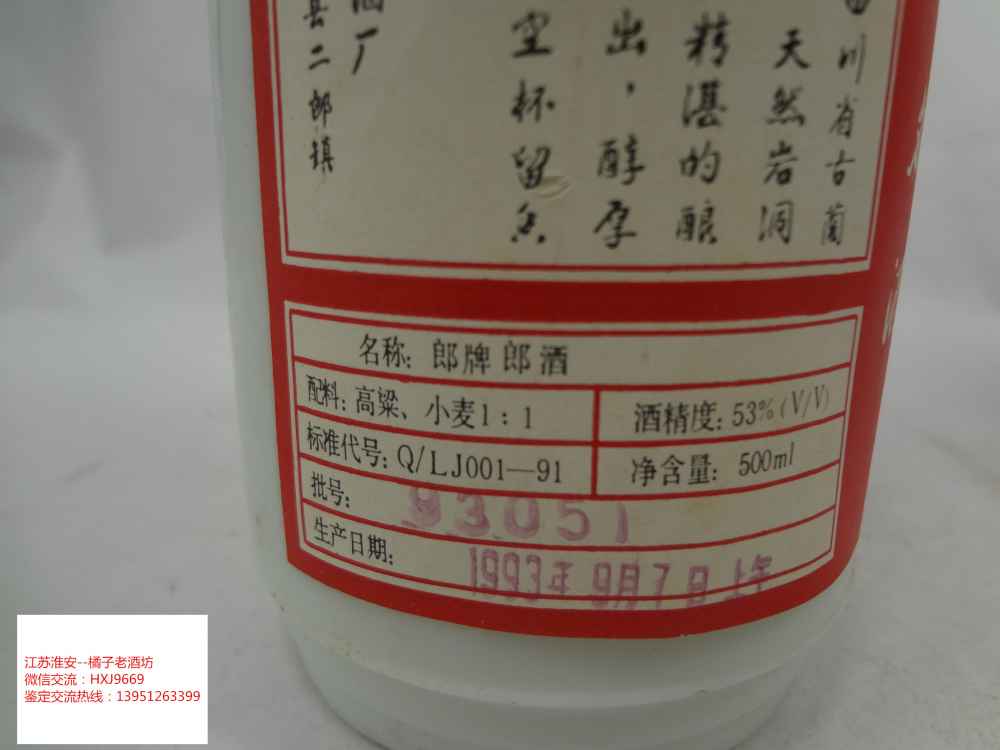 川省古蔺
天然岩洞
精湛的酿
出，醇厚
空杯留香
酒厂
县二郎镇
名称：郎牌郎酒
配料：高粱、小麦1：1
酒精度：53%(V/V)
标准代号：Q/LJ001—91
净含量：500ml
批号：93051
生产日期：1993年9月7日上午
江苏淮安--橘子老酒坊
微信交流：HXJ9669
鉴定交流热线：13951263399